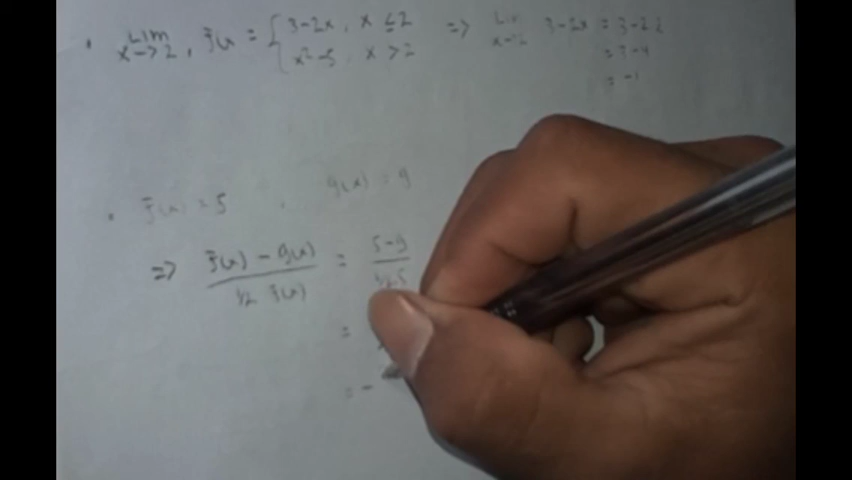 Lim x->2 , f(x) = { 3-2x, x ≤ 2 => Lim x->2 3-2x = 3-2.2
x²-5, x > 2 = 3-4
= -1
f(x) = 5 , g(x) = 9
=> f(x) - g(x) / 1/2 f(x) = 5-9 / 1/2 5
=
= -